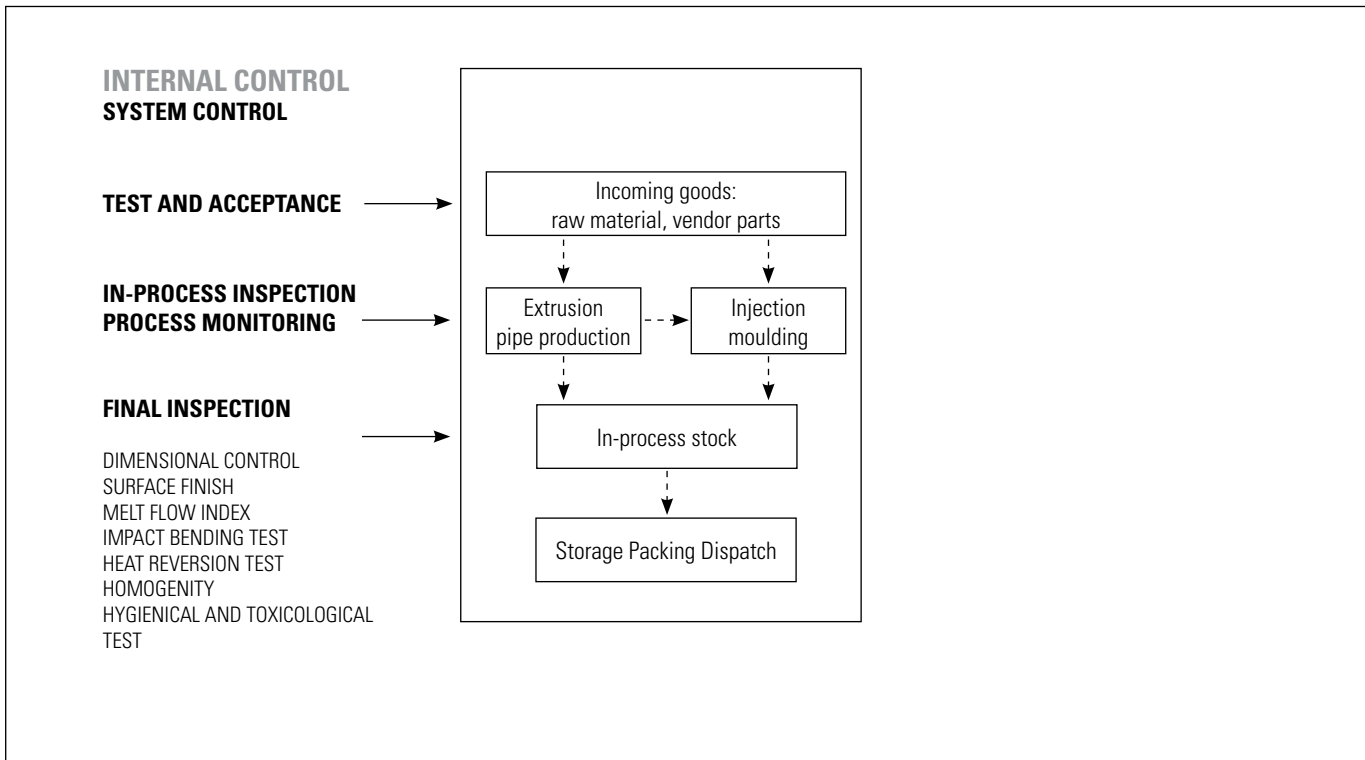 INTERNAL CONTROL
SYSTEM CONTROL
TEST AND ACCEPTANCE
Incoming goods:
raw material, vendor parts
IN-PROCESS INSPECTION
PROCESS MONITORING
Extrusion
pipe production
Injection
moulding
FINAL INSPECTION
In-process stock
DIMENSIONAL CONTROL
SURFACE FINISH
MELT FLOW INDEX
IMPACT BENDING TEST
HEAT REVERSION TEST
HOMOGENITY
HYGIENICAL AND TOXICOLOGICAL
TEST
Storage Packing Dispatch